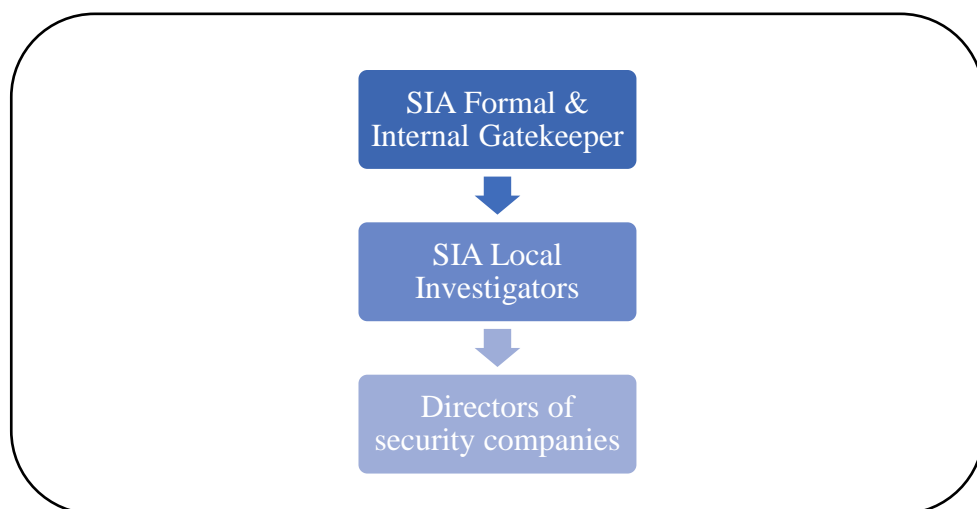 SIA Formal &
Internal Gatekeeper
SIA Local
Investigators
Directors of
security companies